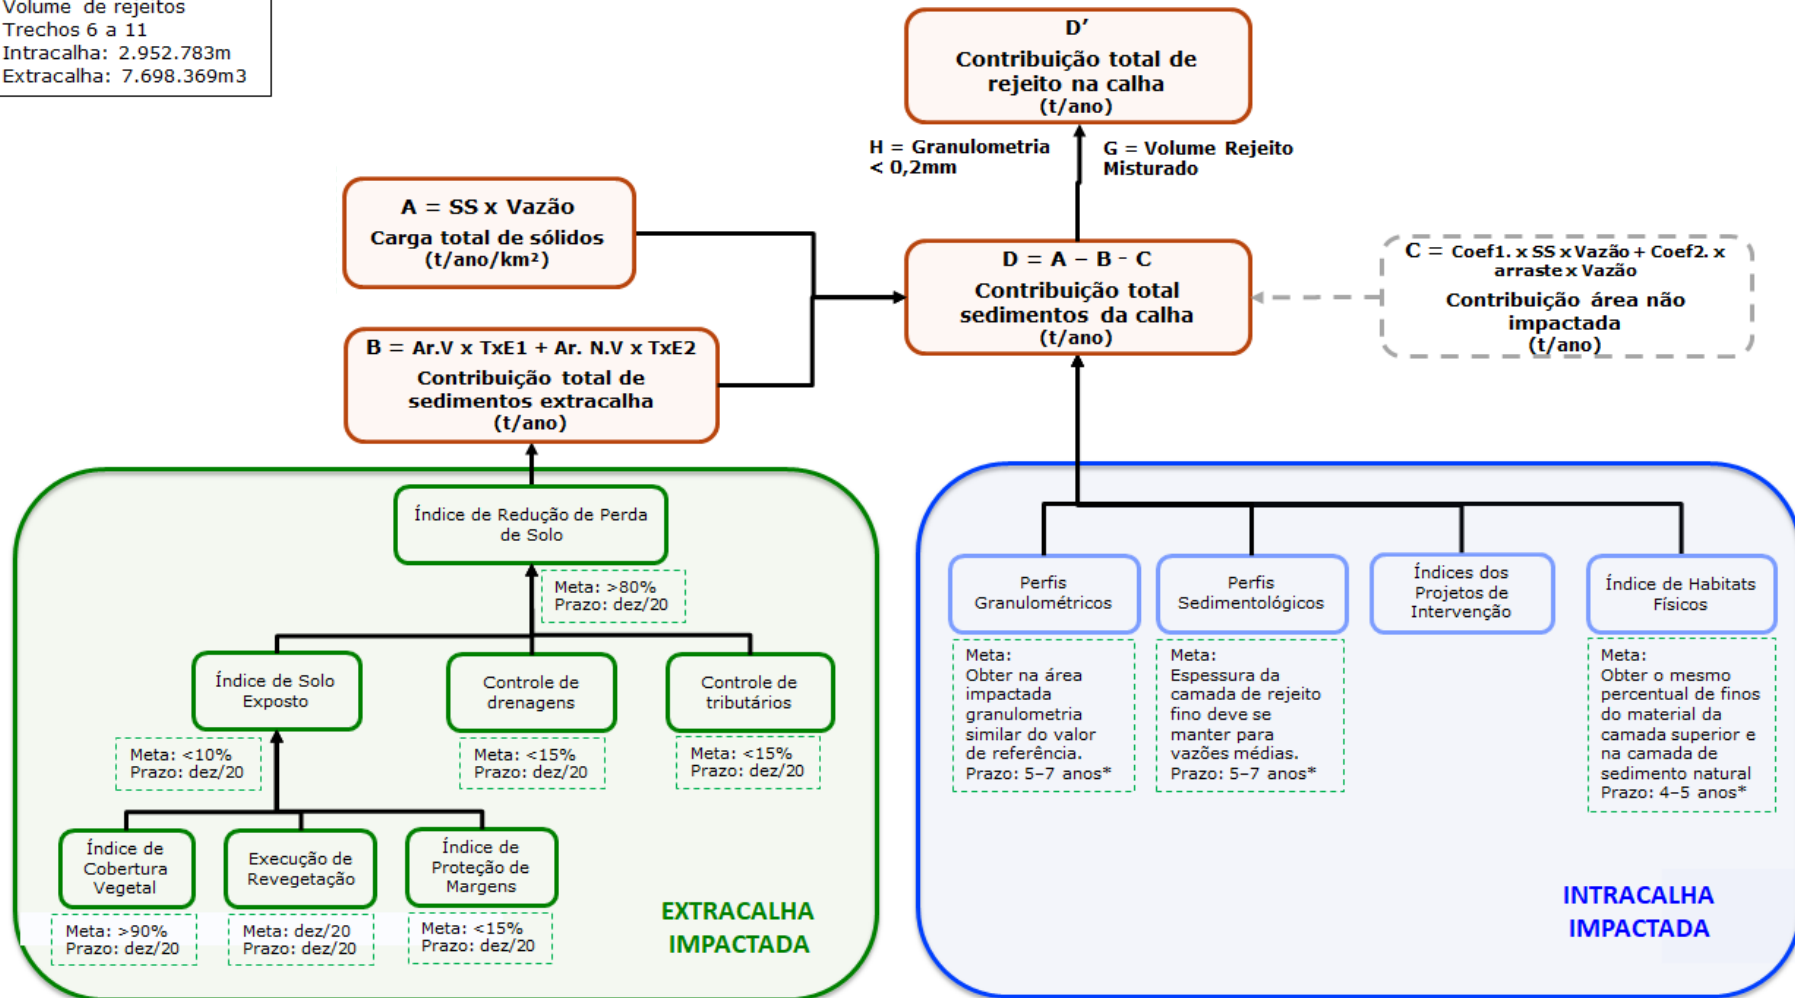 Volume de rejeitos
Trechos 6 a 11
Intracalha: 2.952.783m
Extracalha: 7.698.369m3
D’
Contribuição total de
rejeito na calha
(t/ano)
H = Granulometria
< 0,2mm
G = Volume Rejeito
Misturado
A = SS x Vazão
Carga total de sólidos
(t/ano/km²)
D = A – B - C
Contribuição total
sedimentos da calha
(t/ano)
C = Coef1. x SS x Vazão + Coef2. x
arraste x Vazão
Contribuição área não
impactada
(t/ano)
B = Ar.V x TxE1 + Ar. N.V x TxE2
Contribuição total de
sedimentos extracalha
(t/ano)
Índice de Redução de Perda
de Solo
Meta: >80%
Prazo: dez/20
Índice de Solo
Exposto
Controle de
drenagens
Controle de
tributários
Meta: <10%
Prazo: dez/20
Meta: <15%
Prazo: dez/20
Meta: <15%
Prazo: dez/20
Índice de
Cobertura
Vegetal
Execução de
Revegetação
Índice de
Proteção de
Margens
Meta: >90%
Prazo: dez/20
Meta: dez/20
Prazo: dez/20
Meta: <15%
Prazo: dez/20
EXTRACALHA
IMPACTADA
Perfis
Granulométricos
Perfis
Sedimentológicos
Índices dos
Projetos de
Intervenção
Índice de Habitats
Físicos
Meta:
Obter na área
impactada
granulometria
similar do valor
de referência.
Prazo: 5–7 anos*
Meta:
Espessura da
camada de rejeito
fino deve se
manter para
vazões médias.
Prazo: 5–7 anos*
Meta:
Obter o mesmo
percentual de finos
do material da
camada superior e
na camada de
sedimento natural
Prazo: 4–5 anos*
INTRACALHA
IMPACTADA